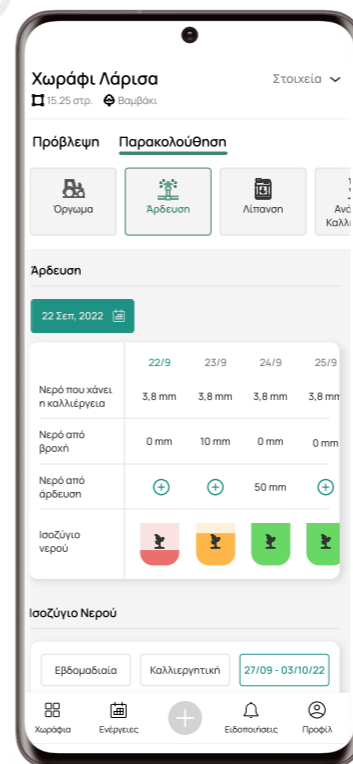 Χωράφι Λάρισα
Στοιχεία
15.25 στρ. Βαμβάκι
Πρόβλεψη Παρακολούθηση
Όργωμα Άρδευση Λίπανση
Άρδευση
22 Σεπ, 2022
22/9 23/9 24/9 25/9
Νερό που χάνει
η καλλιέργεια
3,8 mm 3,8 mm 3,8 mm 3,8 mm
Νερό από
βροχή
0 mm 10 mm 0 mm 0 mm
Νερό από
άρδευση
50 mm
Ισοζύγιο
νερού
Ισοζύγιο Νερού
Εβδομαδιαία Καλλιεργητική 27/09 - 03/10/22
Χωράφια Ενέργειες Ειδοποιήσεις Προφίλ